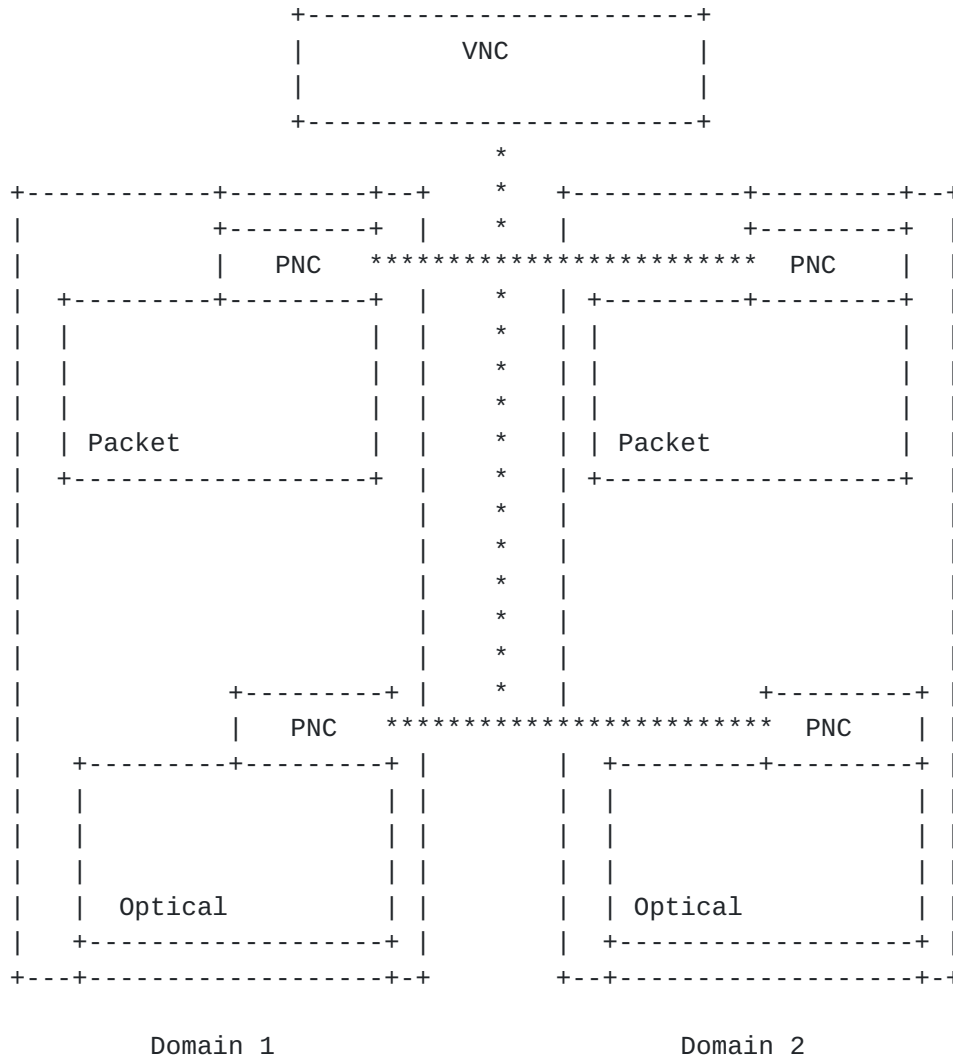 VNC
PNC PNC
Packet Packet
PNC PNC
Optical Optical
Domain 1 Domain 2